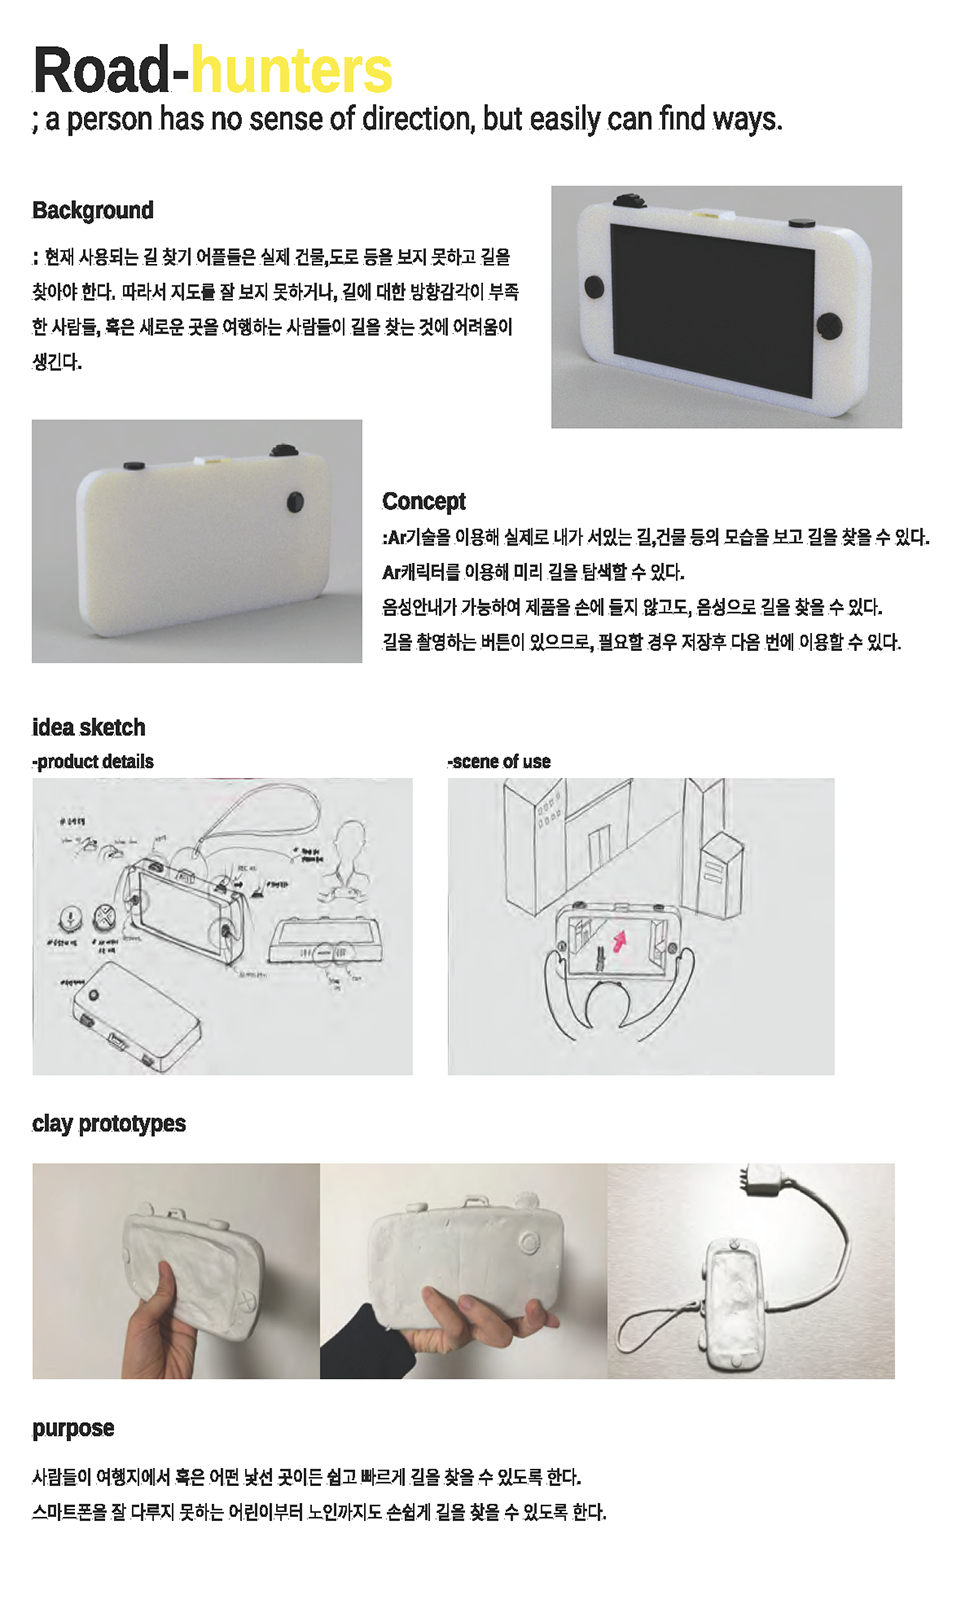 Road-hunters
; a person has no sense of direction, but easily can find ways.
Background
: 현재 사용되는 길 찾기 어플들은 실제 건물,도로 등을 보지 못하고 길을
찾아야 한다. 따라서 지도를 잘 보지 못하거나, 길에 대한 방향감각이 부족
한 사람들, 혹은 새로운 곳을 여행하는 사람들이 길을 찾는 것에 어려움이
생긴다.
Concept
:Ar기술을 이용해 실제로 내가 서있는 길,건물 등의 모습을 보고 길을 찾을 수 있다.
Ar캐릭터를 이용해 미리 길을 탐색할 수 있다.
음성안내가 가능하여 제품을 손에 들지 않고도, 음성으로 길을 찾을 수 있다.
길을 촬영하는 버튼이 있으므로, 필요할 경우 저장후 다음 번에 이용할 수 있다.
idea sketch
-product details
-scene of use
clay prototypes
purpose
사람들이 여행지에서 혹은 어떤 낯선 곳이든 쉽고 빠르게 길을 찾을 수 있도록 한다.
스마트폰을 잘 다루지 못하는 어린이부터 노인까지도 손쉽게 길을 찾을 수 있도록 한다.